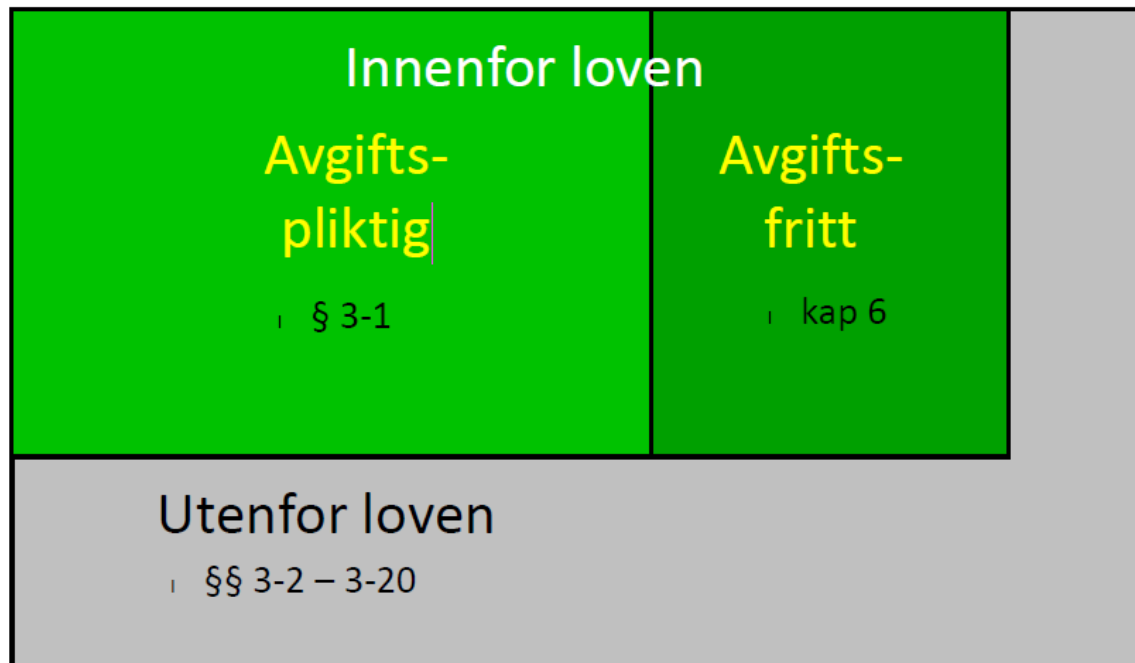 Innenfor loven
Avgifts-
pliktig
§ 3-1
Avgifts-
fritt
kap 6
Utenfor loven
§§ 3-2 – 3-20